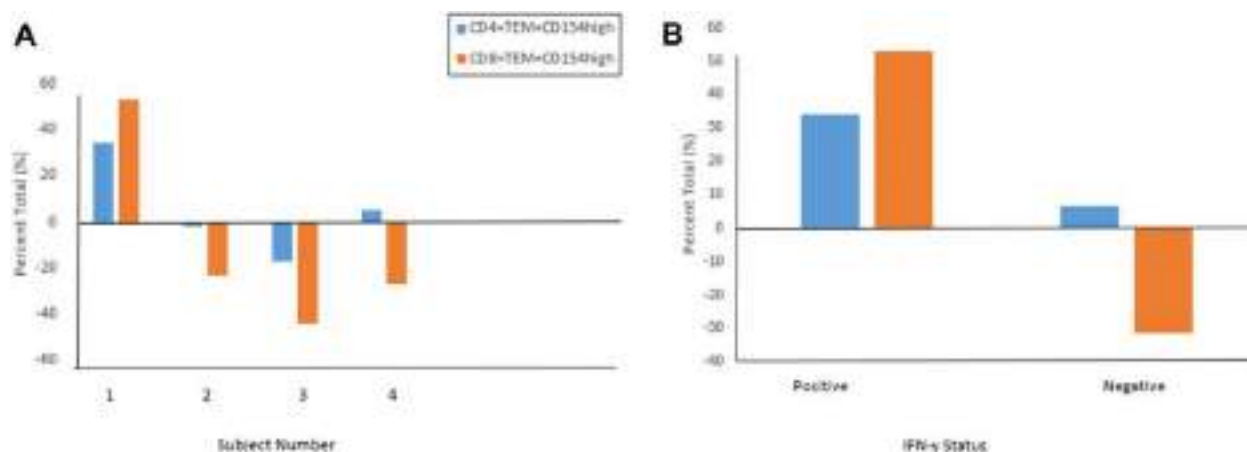 A
CD4+TEM+CD154high
CD8+TEM+CD154high
60
40
20
0
-20
-40
-60
Percent Total (%)
1 2 3 4
Subject Number
B
60
50
40
30
20
10
0
-10
-20
-30
-40
Percent Total (%)
Positive Negative
IFN-γ Status